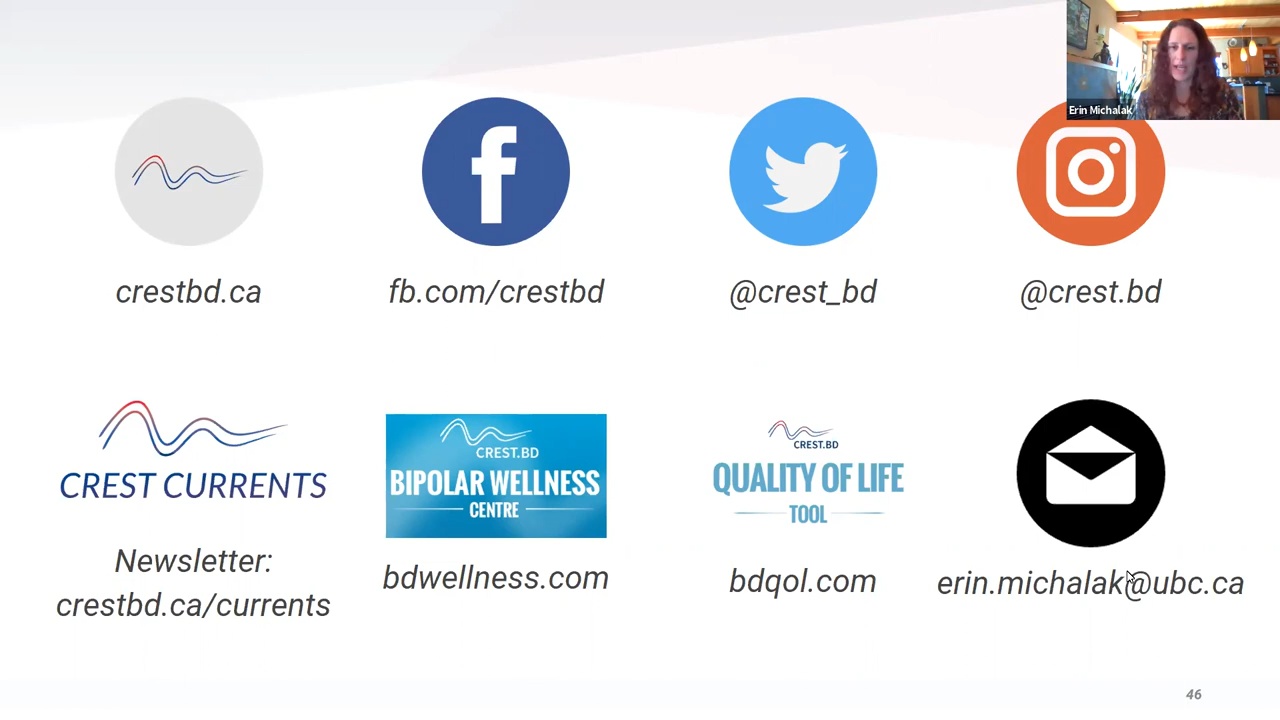 Erin Michalak
crestbd.ca
fb.com/crestbd
@crest_bd
@crest.bd
CREST CURRENTS
Newsletter:
crestbd.ca/currents
CREST.BD
BIPOLAR WELLNESS
CENTRE
bdwellness.com
CREST.BD
QUALITY OF LIFE
TOOL
bdqol.com
erin.michalak@ubc.ca
46